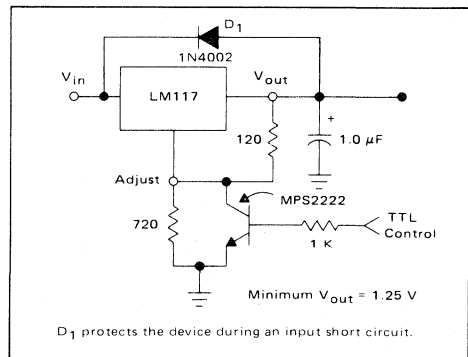 D1
1N4002
Vin
LM117
Vout
120
+
1.0 µF
Adjust
MPS2222
720
1 K
TTL
Control
Minimum Vout = 1.25 V
D1 protects the device during an input short circuit.